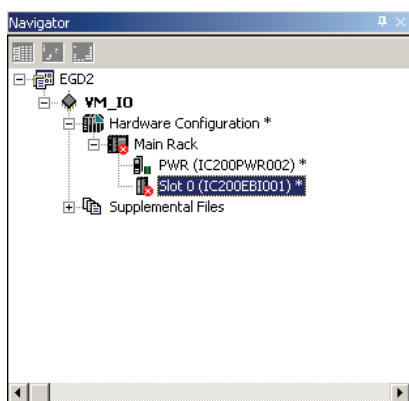 Navigator
EGD2
VM_IO
Hardware Configuration *
Main Rack
PWR (IC200PWR002) *
Slot 0 (IC200EBI001) *
Supplemental Files